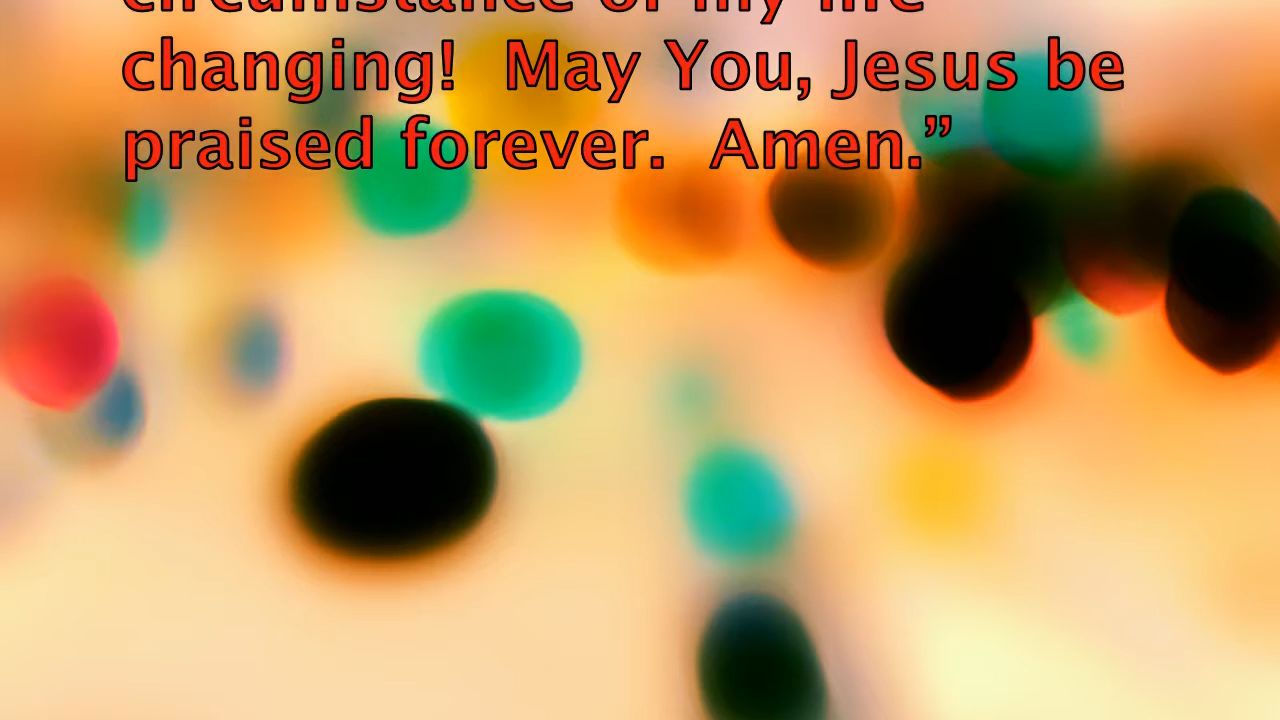 circumstance of my life
changing!  May You, Jesus be
praised forever.  Amen.”